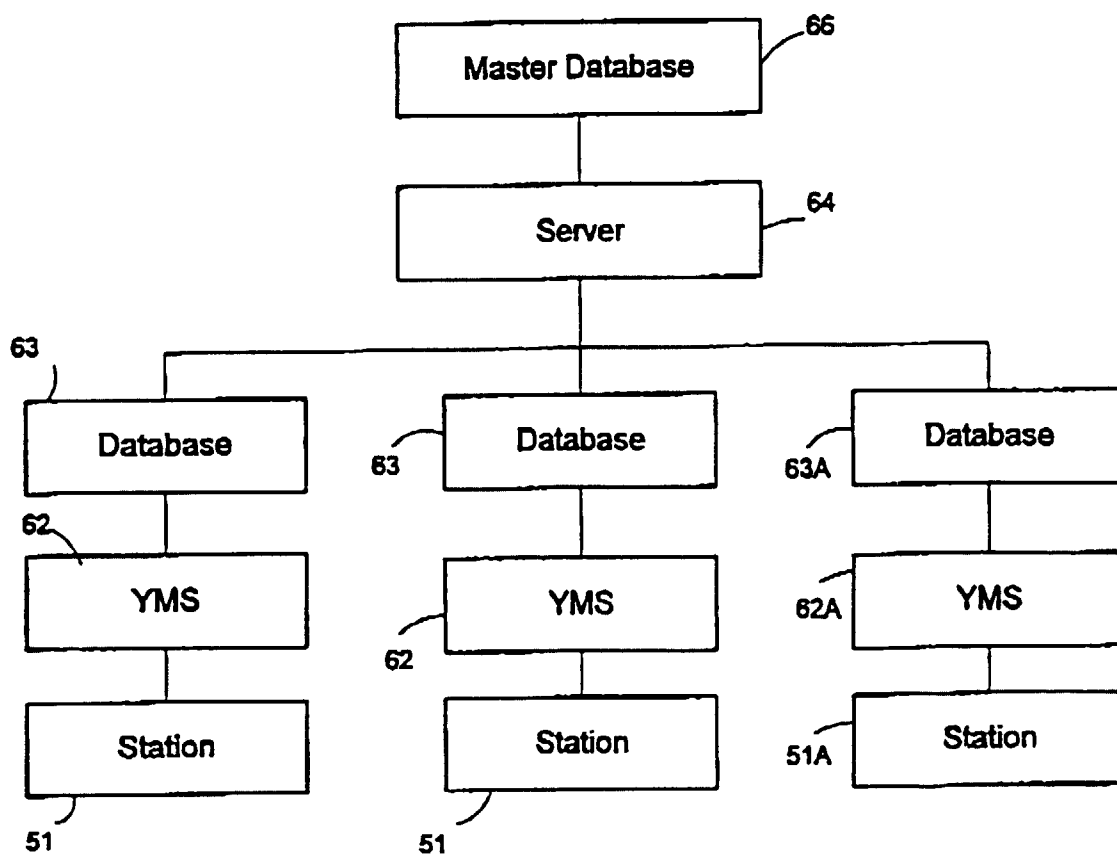 66
Master Database
64
Server
63
Database
63
Database
63A
Database
62
YMS
62
YMS
62A
YMS
Station
51
Station
51
51A
Station